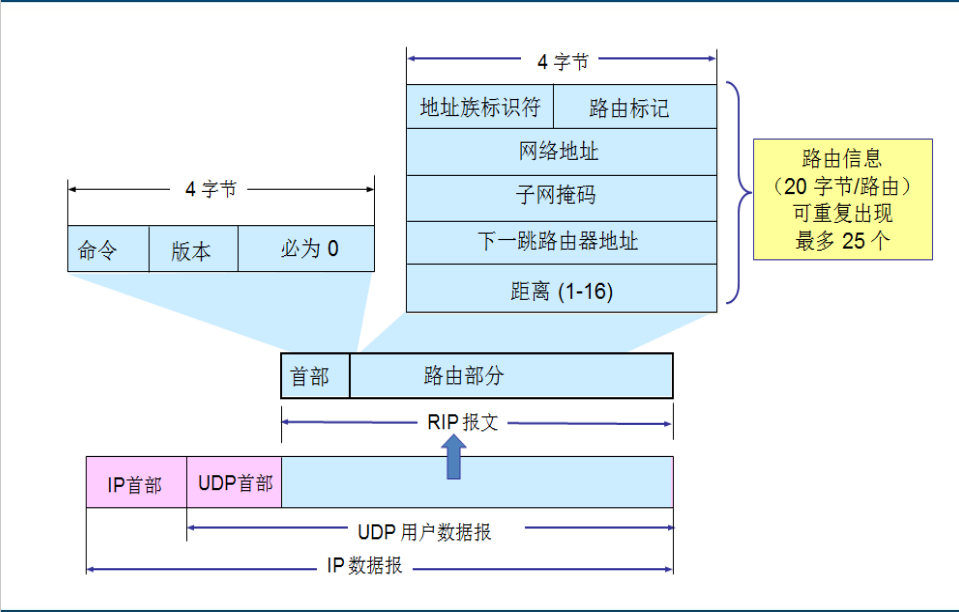 4 字节
地址族标识符
路由标记
网络地址
子网掩码
下一跳路由器地址
距离 (1-16)
路由信息
（20 字节/路由）
可重复出现
最多 25 个
4 字节
命令
版本
必为 0
首部
路由部分
RIP 报文
IP首部
UDP首部
UDP 用户数据报
IP 数据报